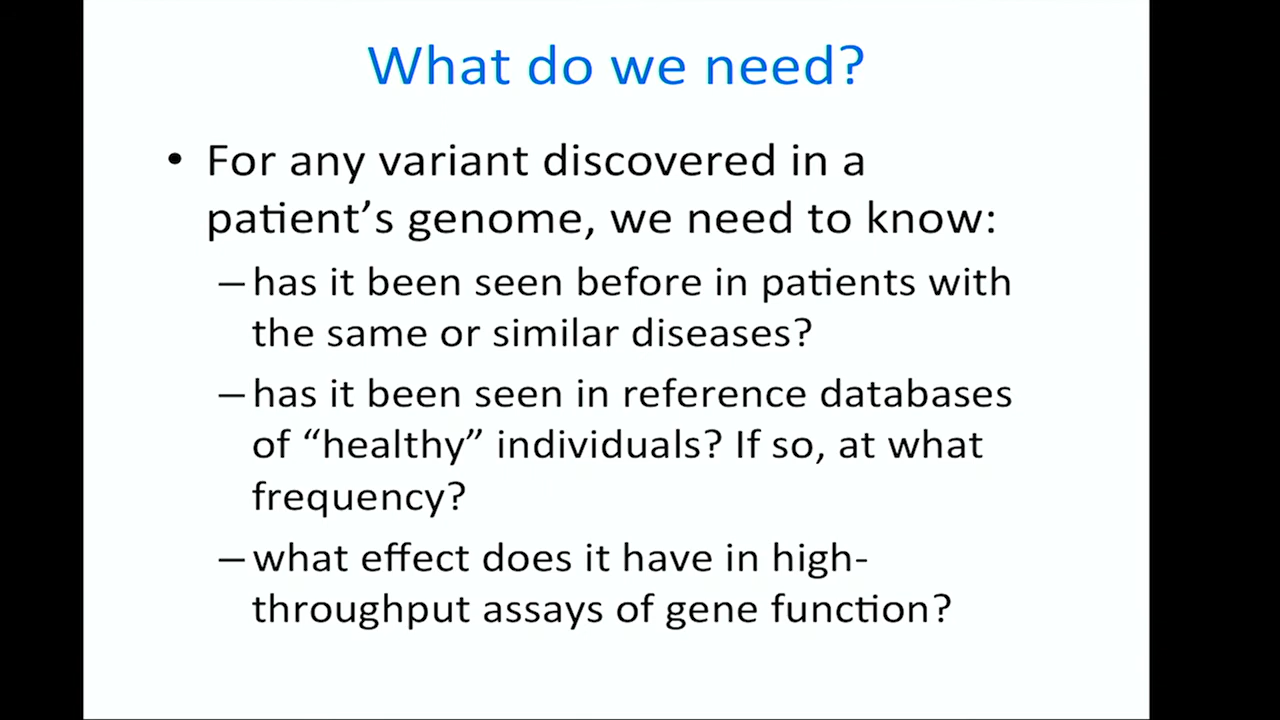 What do we need?
• For any variant discovered in a
patient’s genome, we need to know:
– has it been seen before in patients with
the same or similar diseases?
– has it been seen in reference databases
of “healthy” individuals? If so, at what
frequency?
– what effect does it have in high-
throughput assays of gene function?